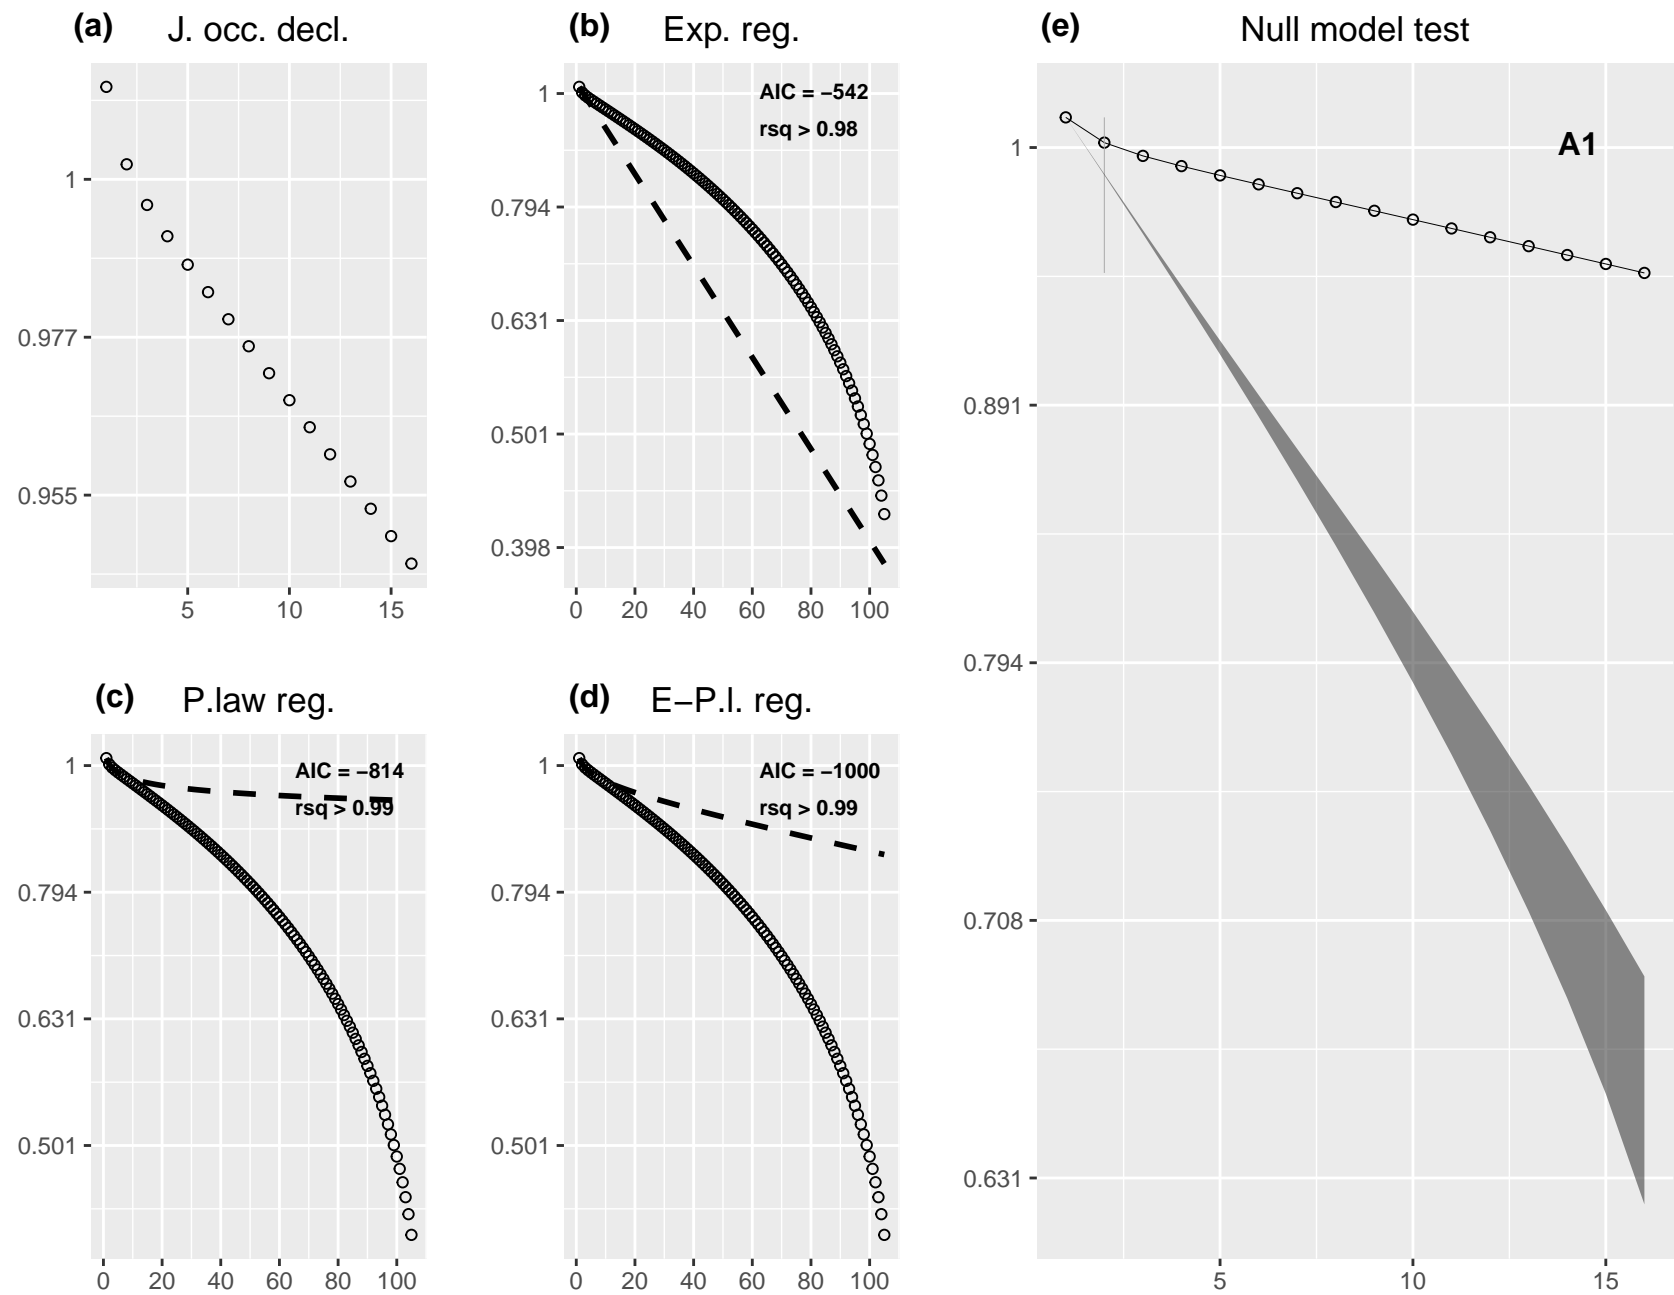 (a) J. occ. decl.
1
0.977
0.955
5 10 15
(b) Exp. reg.
AIC = −542
rsq > 0.98
1
0.794
0.631
0.501
0.398
0 20 40 60 80 100
(c) P.law reg.
AIC = −814
rsq > 0.99
1
0.794
0.631
0.501
0 20 40 60 80 100
(d) E−P.l. reg.
AIC = −1000
rsq > 0.99
1
0.794
0.631
0.501
0 20 40 60 80 100
(e) Null model test
A1
1
0.891
0.794
0.708
0.631
5 10 15